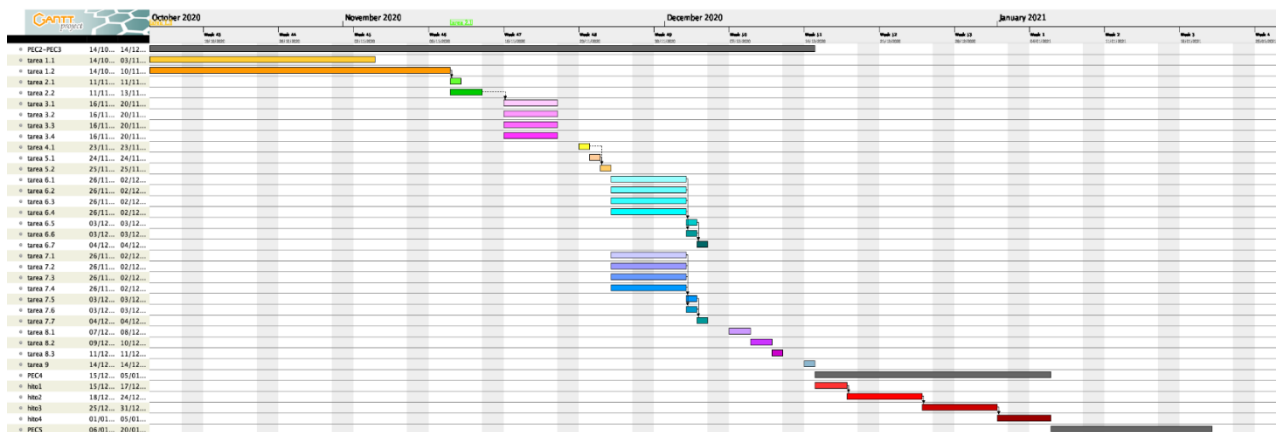 GANTT project
October 2020 November 2020 December 2020 January 2021
tarea 2.1
Week 43 Week 44 Week 45 Week 46 Week 47 Week 48 Week 49 Week 50 Week 51 Week 52 Week 53 Week 1 Week 2 Week 3 Week 4
PEC2-PEC3 14/10... 14/12...
tarea 1.1 14/10... 03/11...
tarea 1.2 14/10... 10/11...
tarea 2.1 11/11... 11/11...
tarea 2.2 11/11... 13/11...
tarea 3.1 16/11... 20/11...
tarea 3.2 16/11... 20/11...
tarea 3.3 16/11... 20/11...
tarea 3.4 16/11... 20/11...
tarea 4.1 23/11... 23/11...
tarea 5.1 24/11... 24/11...
tarea 5.2 25/11... 25/11...
tarea 6.1 26/11... 02/12...
tarea 6.2 26/11... 02/12...
tarea 6.3 26/11... 02/12...
tarea 6.4 26/11... 02/12...
tarea 6.5 03/12... 03/12...
tarea 6.6 03/12... 03/12...
tarea 6.7 04/12... 04/12...
tarea 7.1 26/11... 02/12...
tarea 7.2 26/11... 02/12...
tarea 7.3 26/11... 02/12...
tarea 7.4 26/11... 02/12...
tarea 7.5 03/12... 03/12...
tarea 7.6 03/12... 03/12...
tarea 7.7 04/12... 04/12...
tarea 8.1 07/12... 08/12...
tarea 8.2 09/12... 10/12...
tarea 8.3 11/12... 11/12...
tarea 9 14/12... 14/12...
PEC4 15/12... 05/01...
hito1 15/12... 17/12...
hito2 18/12... 24/12...
hito3 25/12... 31/12...
hito4 01/01... 05/01...
PEC5 06/01... 20/01...